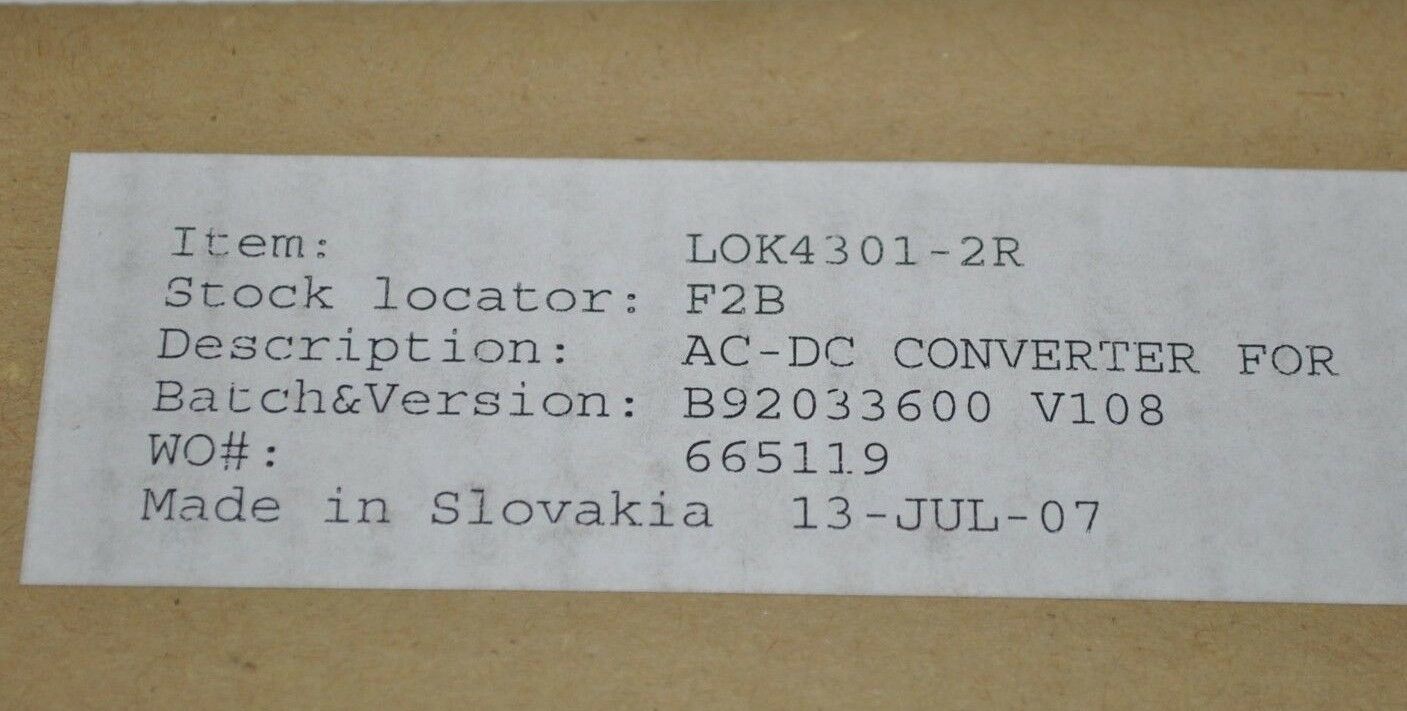 Item: LOK4301-2R
Stock locator: F2B
Description: AC-DC CONVERTER FOR
Batch&Version: B92033600 V108
WO#: 665119
Made in Slovakia 13-JUL-07